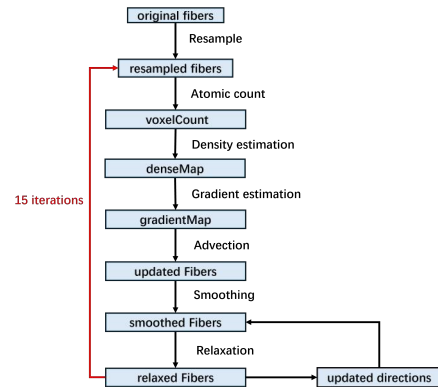 original fibers
Resample
resampled fibers
Atomic count
voxelCount
Density estimation
denseMap
Gradient estimation
15 iterations
gradientMap
Advection
updated Fibers
Smoothing
smoothed Fibers
Relaxation
relaxed Fibers
updated directions